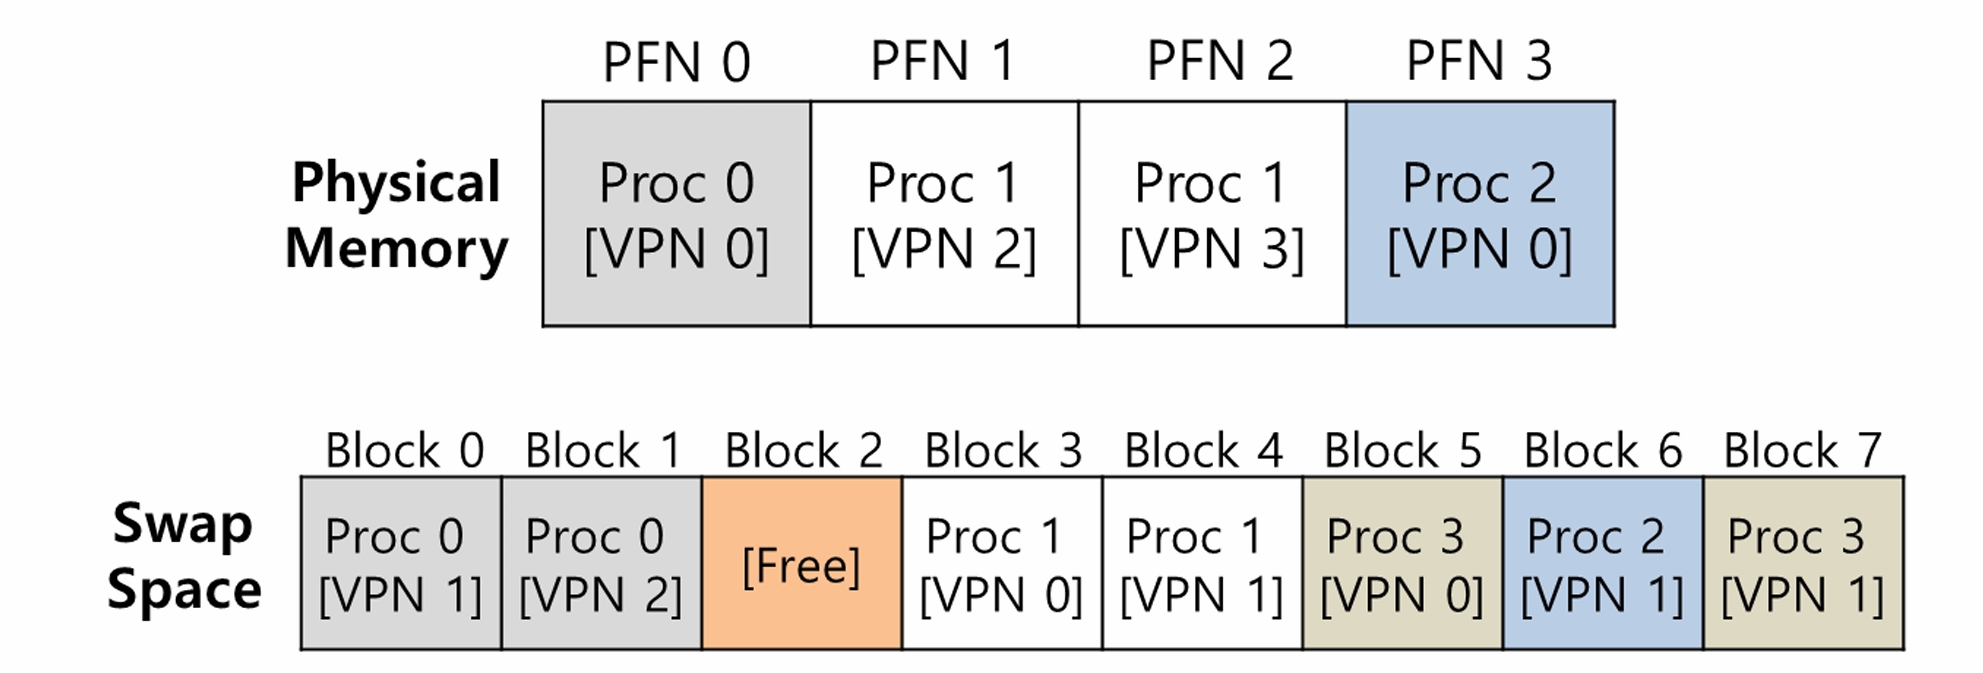 PFN 0 PFN 1 PFN 2 PFN 3
Physical
Memory
Proc 0 Proc 1 Proc 1 Proc 2
[VPN 0] [VPN 2] [VPN 3] [VPN 0]
Block 0 Block 1 Block 2 Block 3 Block 4 Block 5 Block 6 Block 7
Swap
Space
Proc 0 Proc 0 [Free] Proc 1 Proc 1 Proc 3 Proc 2 Proc 3
[VPN 1] [VPN 2] [VPN 0] [VPN 1] [VPN 0] [VPN 1] [VPN 1]